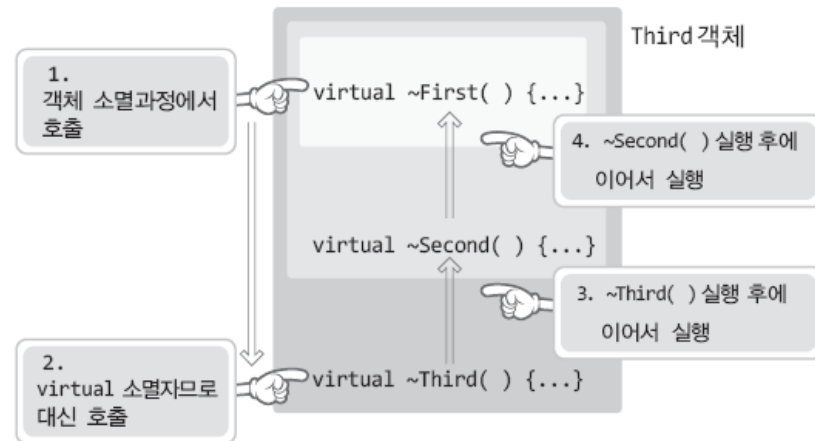 Third 객체
1.
객체 소멸과정에서
호출
virtual ~First( ) {...}
4. ~Second( ) 실행 후에
이어서 실행
virtual ~Second( ) {...}
3. ~Third( ) 실행 후에
이어서 실행
2.
virtual 소멸자므로
대신 호출
virtual ~Third( ) {...}